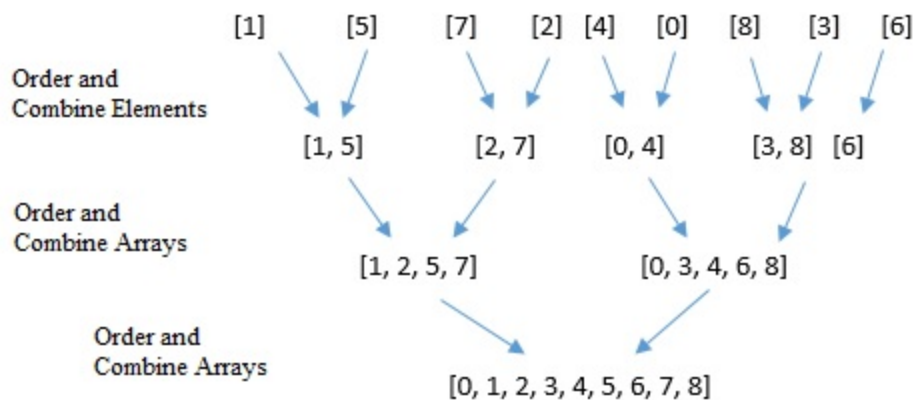 [1] [5] [7] [2] [4] [0] [8] [3] [6]
Order and
Combine Elements
[1, 5] [2, 7] [0, 4] [3, 8] [6]
Order and
Combine Arrays
[1, 2, 5, 7] [0, 3, 4, 6, 8]
Order and
Combine Arrays
[0, 1, 2, 3, 4, 5, 6, 7, 8]